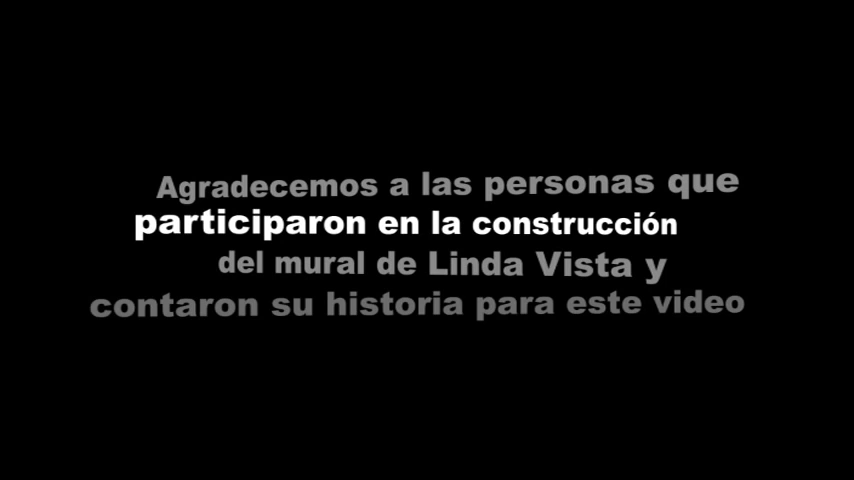 Agradecemos a las personas que
participaron en la construcción
del mural de Linda Vista y
contaron su historia para este video